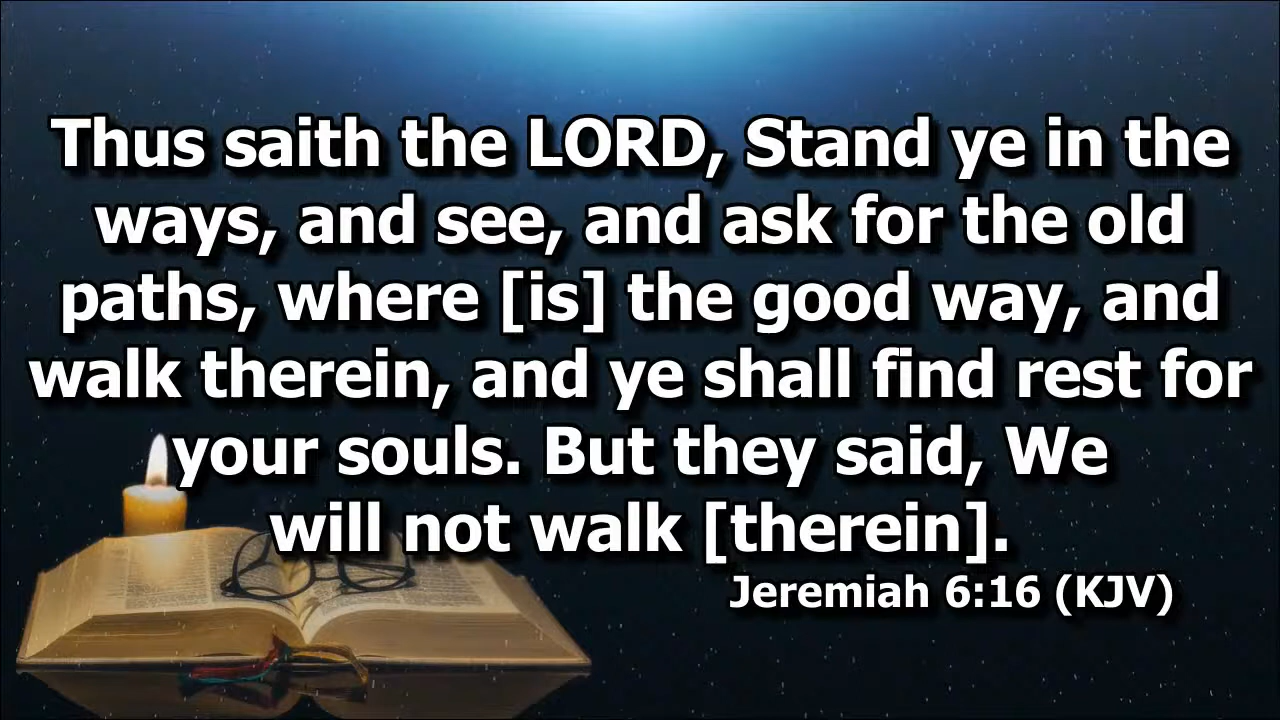 Thus saith the LORD, Stand ye in the
ways, and see, and ask for the old
paths, where [is] the good way, and
walk therein, and ye shall find rest for
your souls. But they said, We
will not walk [therein].
Jeremiah 6:16 (KJV)